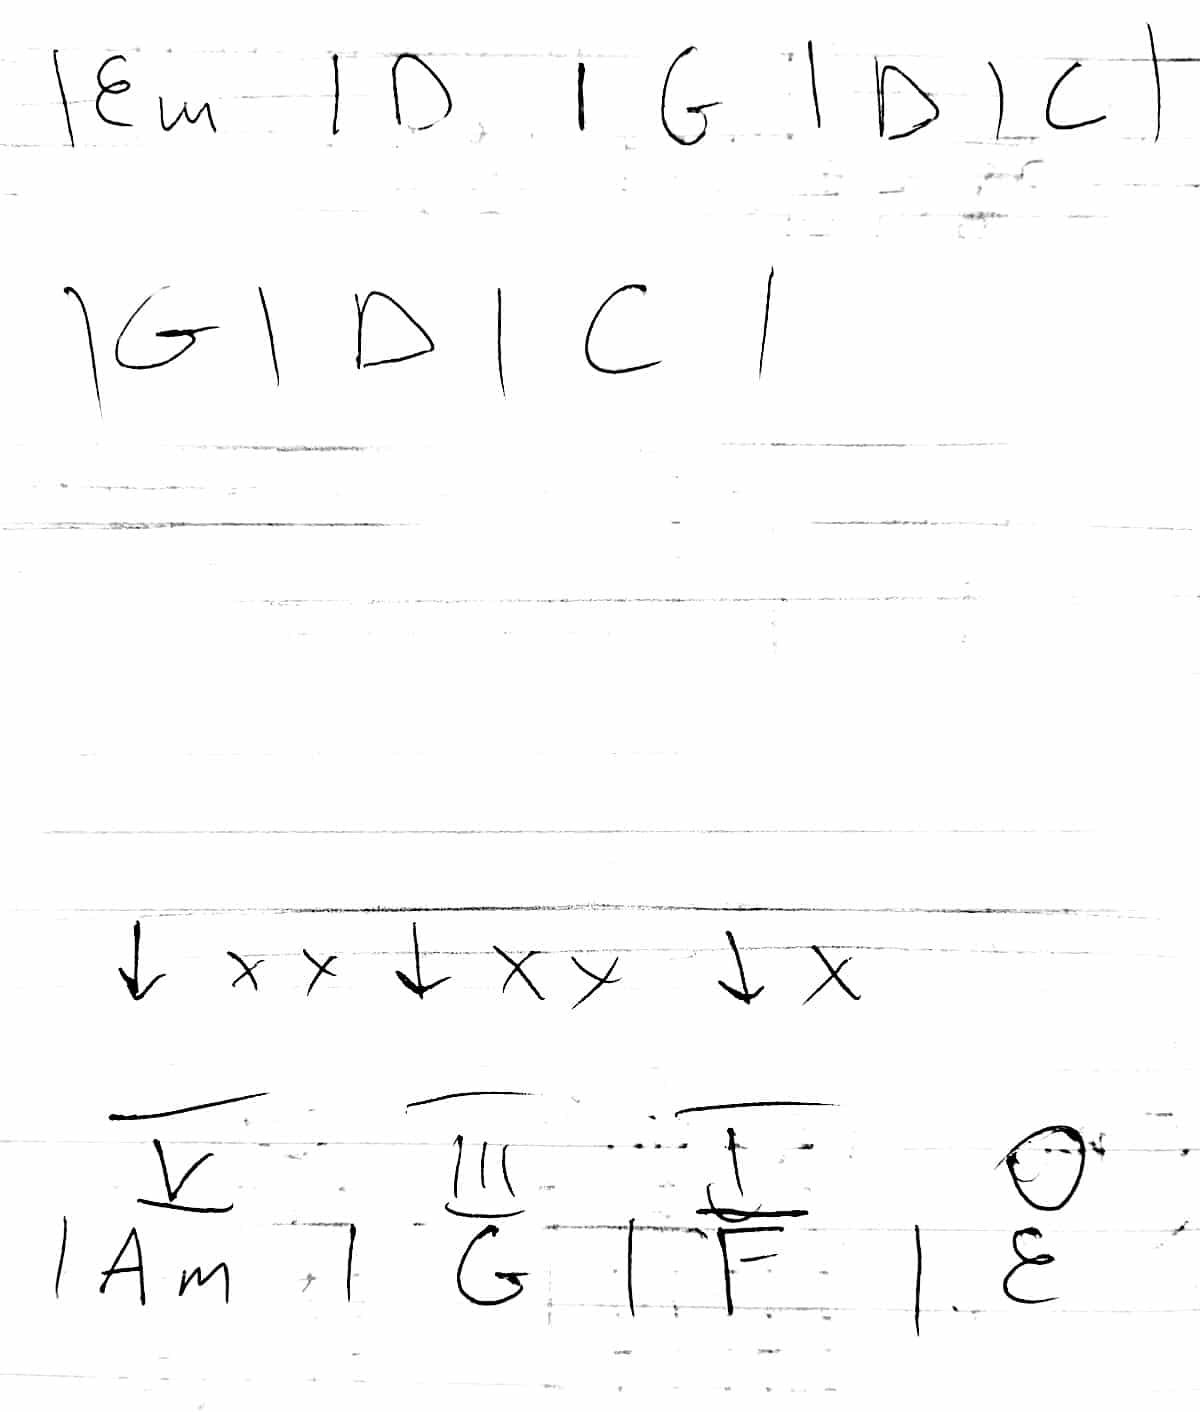 |Em | D | G | D | C |
|G | D | C |
↓ x x ↓ x x ↓ x
V III I O
| Am | G | F | E